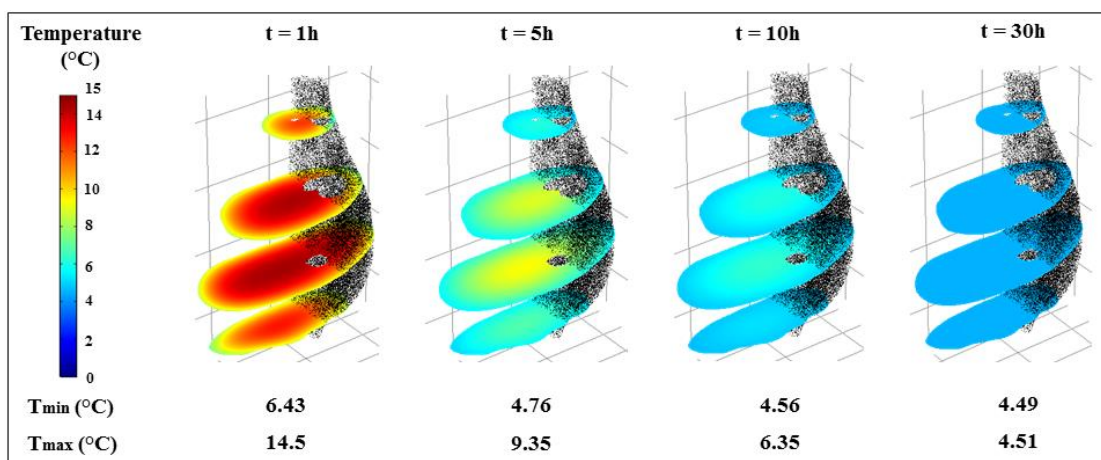 Temperature (°C)
t = 1h
t = 5h
t = 10h
t = 30h
15
14
12
10
8
6
4
2
0
Tmin (°C) 6.43 4.76 4.56 4.49
Tmax (°C) 14.5 9.35 6.35 4.51